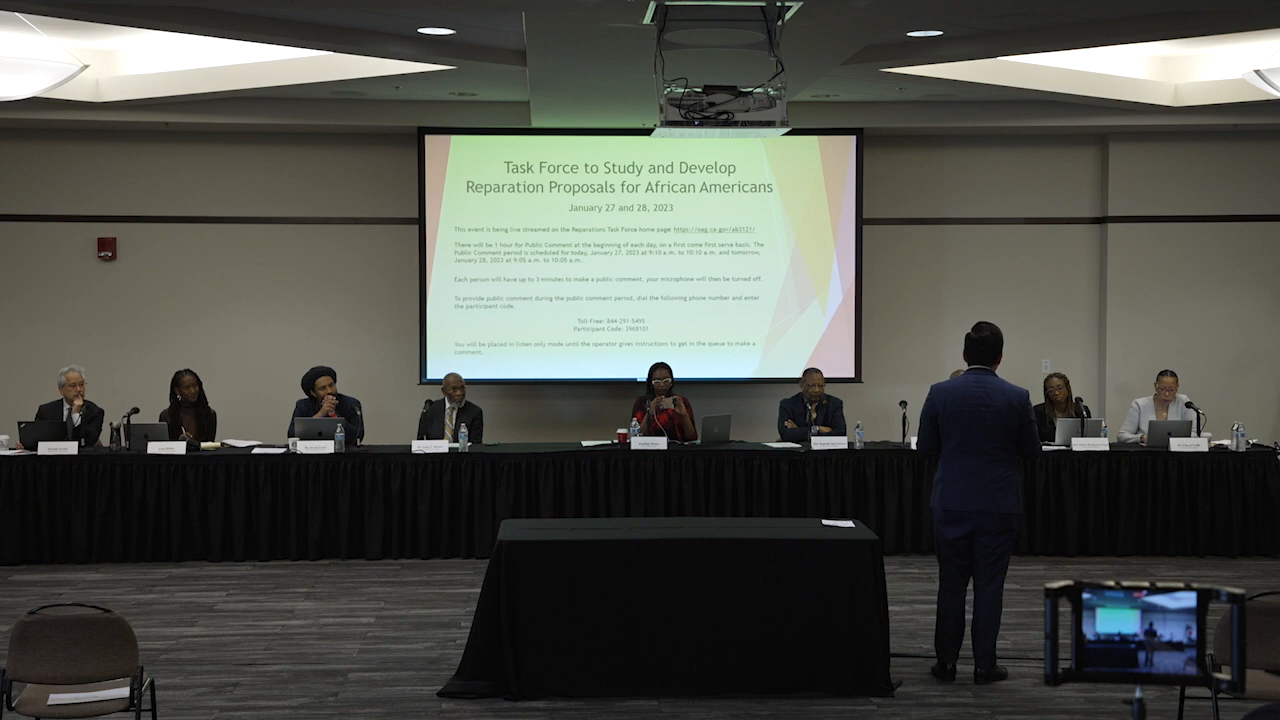 Task Force to Study and Develop
Reparation Proposals for African Americans
January 27 and 28, 2023
This event is being live streamed on the Reparations Task Force home page: https://oag.ca.gov/ab3121/
There will be 1 hour for Public Comment at the beginning of each day, on a first come first serve basis. The
Public Comment period is scheduled for today, January 27, 2023 at 9:10 a.m. to 10:10 a.m. and tomorrow,
January 28, 2023 at 9:05 a.m. to 10:05 a.m.
Each person will have up to 3 minutes to make a public comment, your microphone will then be turned off.
To provide public comment during the public comment period, dial the following phone number and enter
the participant code.
Toll-Free: 844-291-5495
Participant Code: 3968101
You will be placed in listen only mode until the operator gives instructions to get in the queue to make a
comment.